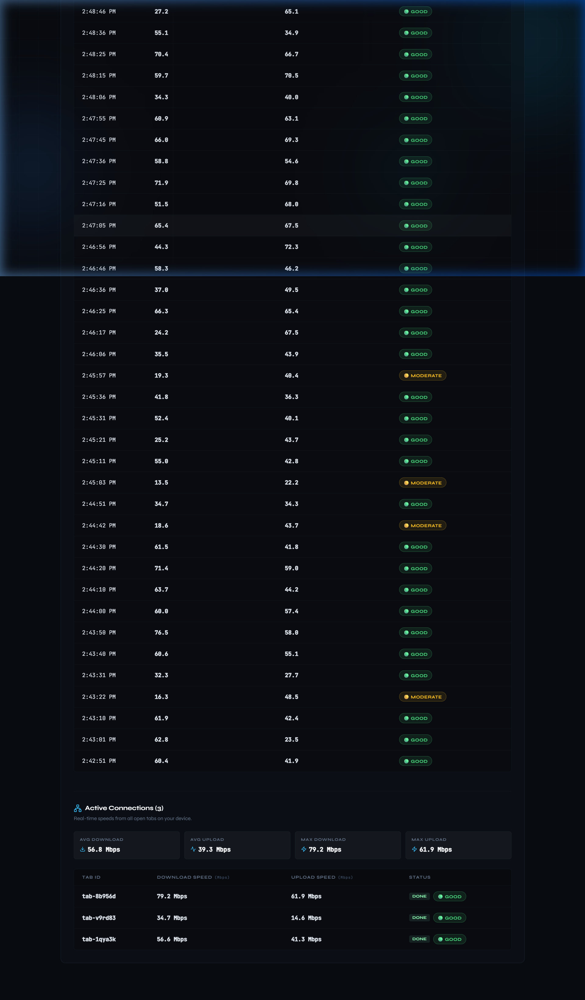 2:48:46 PM 27.2 65.1 GOOD
2:48:36 PM 55.1 34.9 GOOD
2:48:25 PM 70.4 66.7 GOOD
2:48:15 PM 59.7 70.5 GOOD
2:48:06 PM 34.3 40.0 GOOD
2:47:55 PM 60.9 63.1 GOOD
2:47:45 PM 66.0 69.3 GOOD
2:47:36 PM 58.8 54.6 GOOD
2:47:25 PM 71.9 69.8 GOOD
2:47:16 PM 51.5 68.0 GOOD
2:47:05 PM 65.4 67.5 GOOD
2:46:56 PM 44.3 72.3 GOOD
2:46:46 PM 58.3 46.2 GOOD
2:46:36 PM 37.0 49.5 GOOD
2:46:25 PM 66.3 65.4 GOOD
2:46:17 PM 24.2 67.5 GOOD
2:46:06 PM 35.5 43.9 GOOD
2:45:57 PM 19.3 40.4 MODERATE
2:45:36 PM 41.8 36.3 GOOD
2:45:31 PM 52.4 40.1 GOOD
2:45:21 PM 25.2 43.7 GOOD
2:45:11 PM 55.0 42.8 GOOD
2:45:03 PM 13.5 22.2 MODERATE
2:44:51 PM 34.7 34.3 GOOD
2:44:42 PM 18.6 43.7 MODERATE
2:44:30 PM 61.5 41.8 GOOD
2:44:20 PM 71.4 59.0 GOOD
2:44:10 PM 63.7 44.2 GOOD
2:44:00 PM 60.0 57.4 GOOD
2:43:50 PM 76.5 58.0 GOOD
2:43:40 PM 60.6 55.1 GOOD
2:43:31 PM 32.3 27.7 GOOD
2:43:22 PM 16.3 48.5 MODERATE
2:43:10 PM 61.9 42.4 GOOD
2:43:01 PM 62.8 23.5 GOOD
2:42:51 PM 60.4 41.9 GOOD
Active Connections (3)
Real-time speeds from all open tabs on your device.
AVG DOWNLOAD AVG UPLOAD MAX DOWNLOAD MAX UPLOAD
56.8 Mbps 39.3 Mbps 79.2 Mbps 61.9 Mbps
TAB ID DOWNLOAD SPEED (Mbps) UPLOAD SPEED (Mbps) STATUS
tab-8b956d 79.2 Mbps 61.9 Mbps DONE GOOD
tab-v9rd83 34.7 Mbps 14.6 Mbps DONE GOOD
tab-1qya3k 56.6 Mbps 41.3 Mbps DONE GOOD